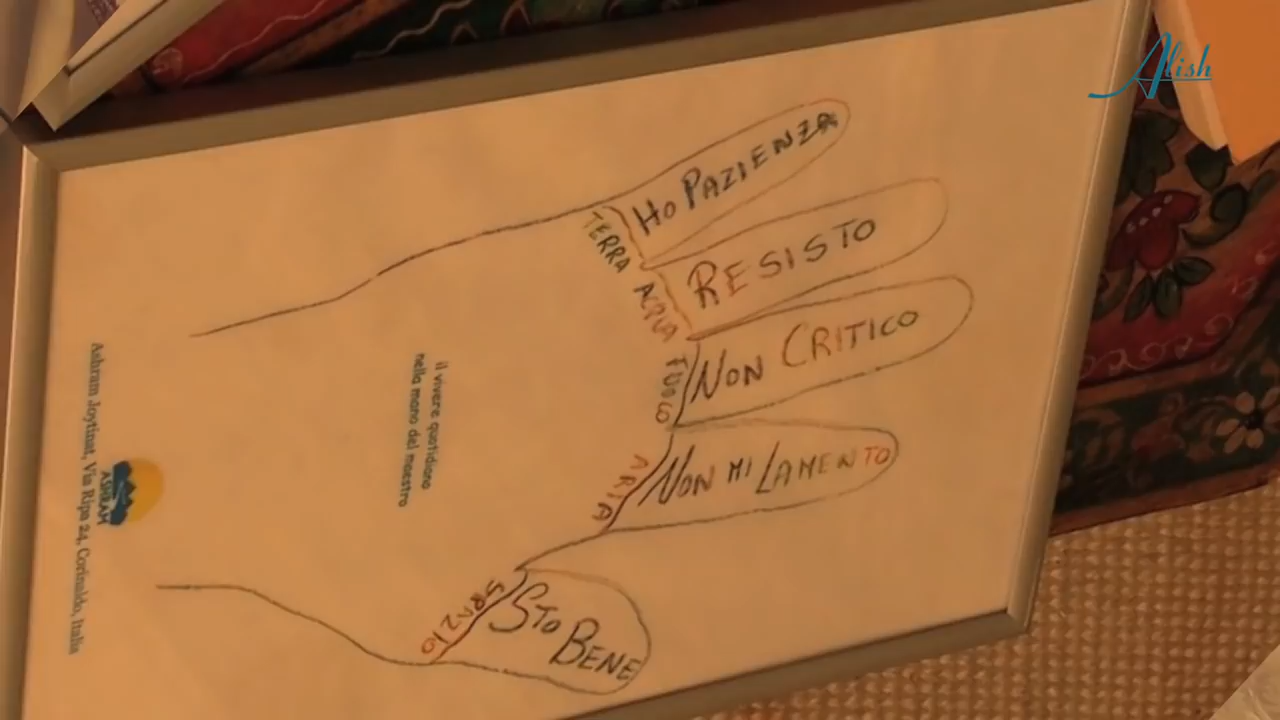 Alish
HO PAZIENZA
RESISTO
NON CRITICO
NON MI LAMENTO
STO BENE
TERRA
ACQUA
FUOCO
ARIA
SPAZIO
il vivere quotidiano
nella mano del maestro
ASHRAM
Ashram Joytinat, Via Ripa 24, Corinaldo, Italia